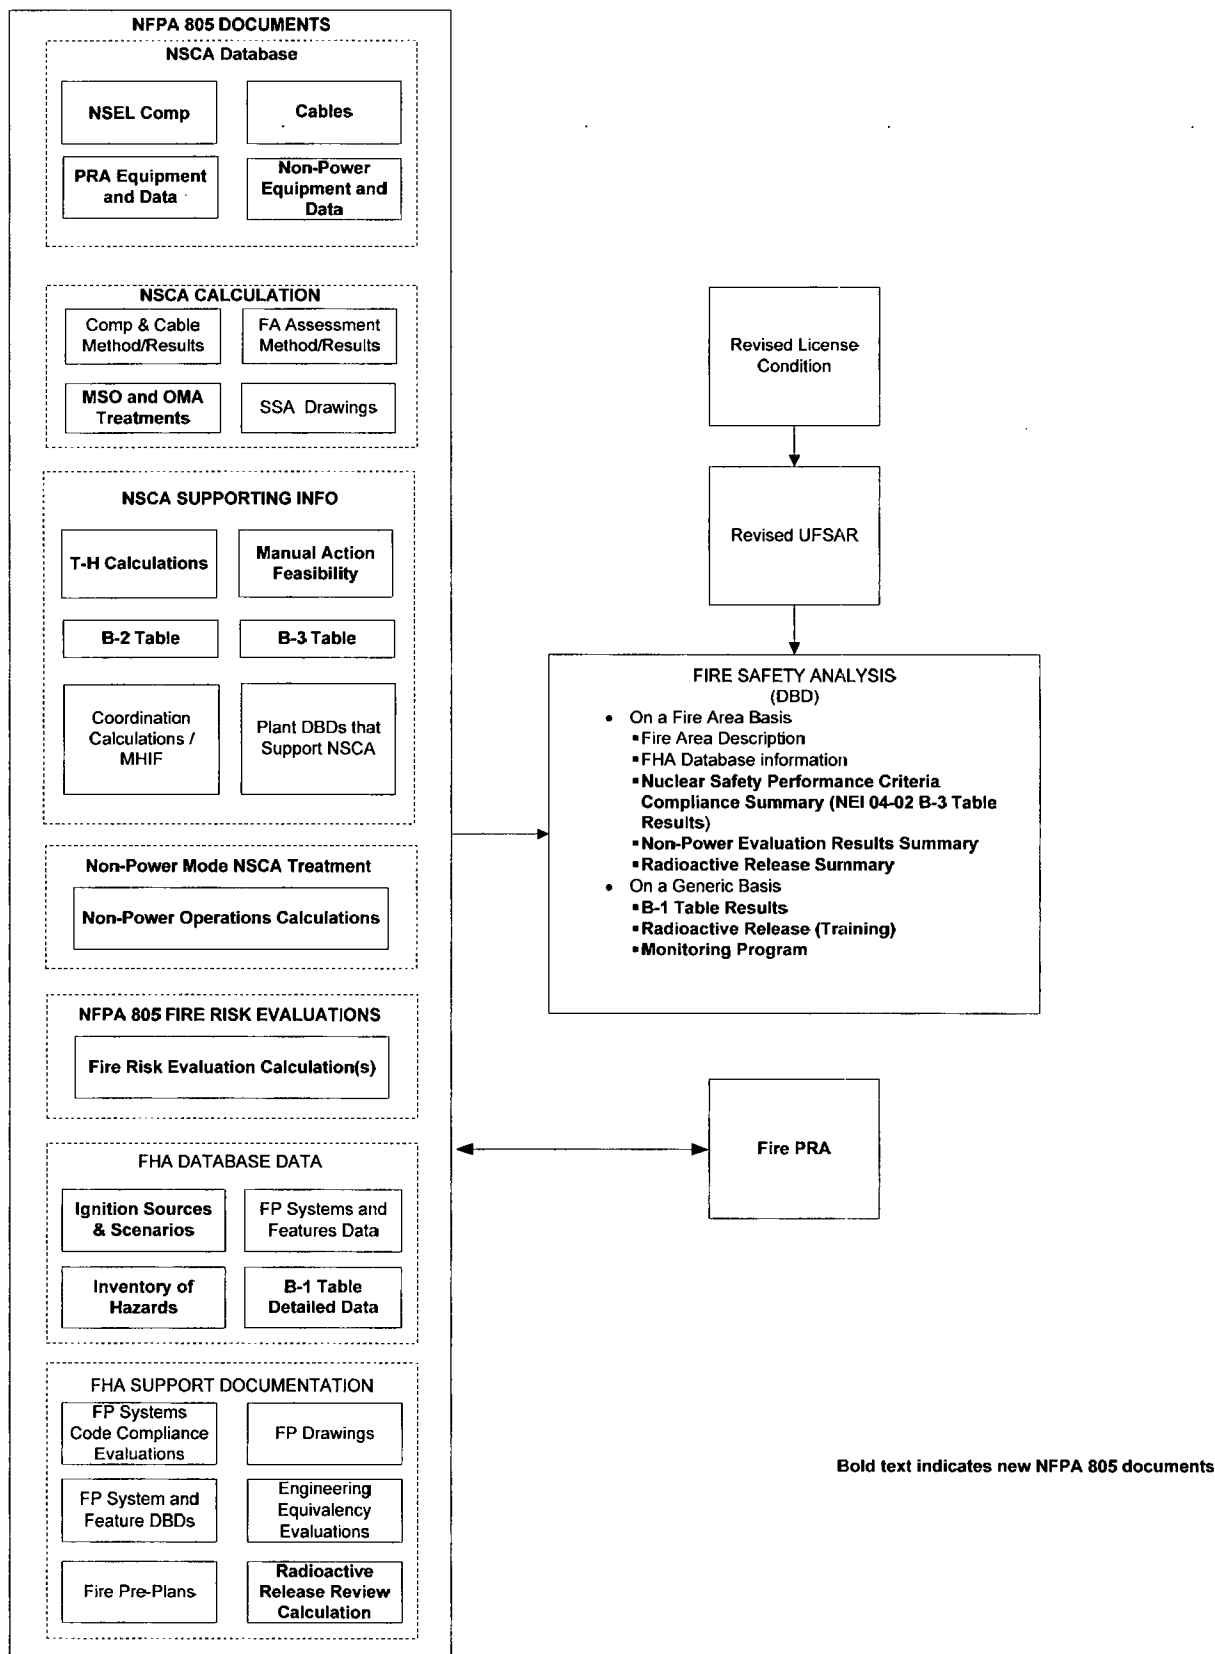 NFPA 805 DOCUMENTS
NSCA Database
NSEL Comp
Cables
PRA Equipment
and Data
Non-Power
Equipment and
Data
NSCA CALCULATION
Comp & Cable
Method/Results
FA Assessment
Method/Results
MSO and OMA
Treatments
SSA Drawings
NSCA SUPPORTING INFO
T-H Calculations
Manual Action
Feasibility
B-2 Table
B-3 Table
Coordination
Calculations /
MHIF
Plant DBDs that
Support NSCA
Non-Power Mode NSCA Treatment
Non-Power Operations Calculations
NFPA 805 FIRE RISK EVALUATIONS
Fire Risk Evaluation Calculation(s)
FHA DATABASE DATA
Ignition Sources
& Scenarios
FP Systems and
Features Data
Inventory of
Hazards
B-1 Table
Detailed Data
FHA SUPPORT DOCUMENTATION
FP Systems
Code Compliance
Evaluations
FP Drawings
FP System and
Feature DBDs
Engineering
Equivalency
Evaluations
Fire Pre-Plans
Radioactive
Release Review
Calculation
Revised License
Condition
Revised UFSAR
FIRE SAFETY ANALYSIS
(DBD)
• On a Fire Area Basis
▪Fire Area Description
▪FHA Database information
▪Nuclear Safety Performance Criteria
Compliance Summary (NEI 04-02 B-3 Table
Results)
▪Non-Power Evaluation Results Summary
▪Radioactive Release Summary
• On a Generic Basis
▪B-1 Table Results
▪Radioactive Release (Training)
▪Monitoring Program
Fire PRA
Bold text indicates new NFPA 805 documents